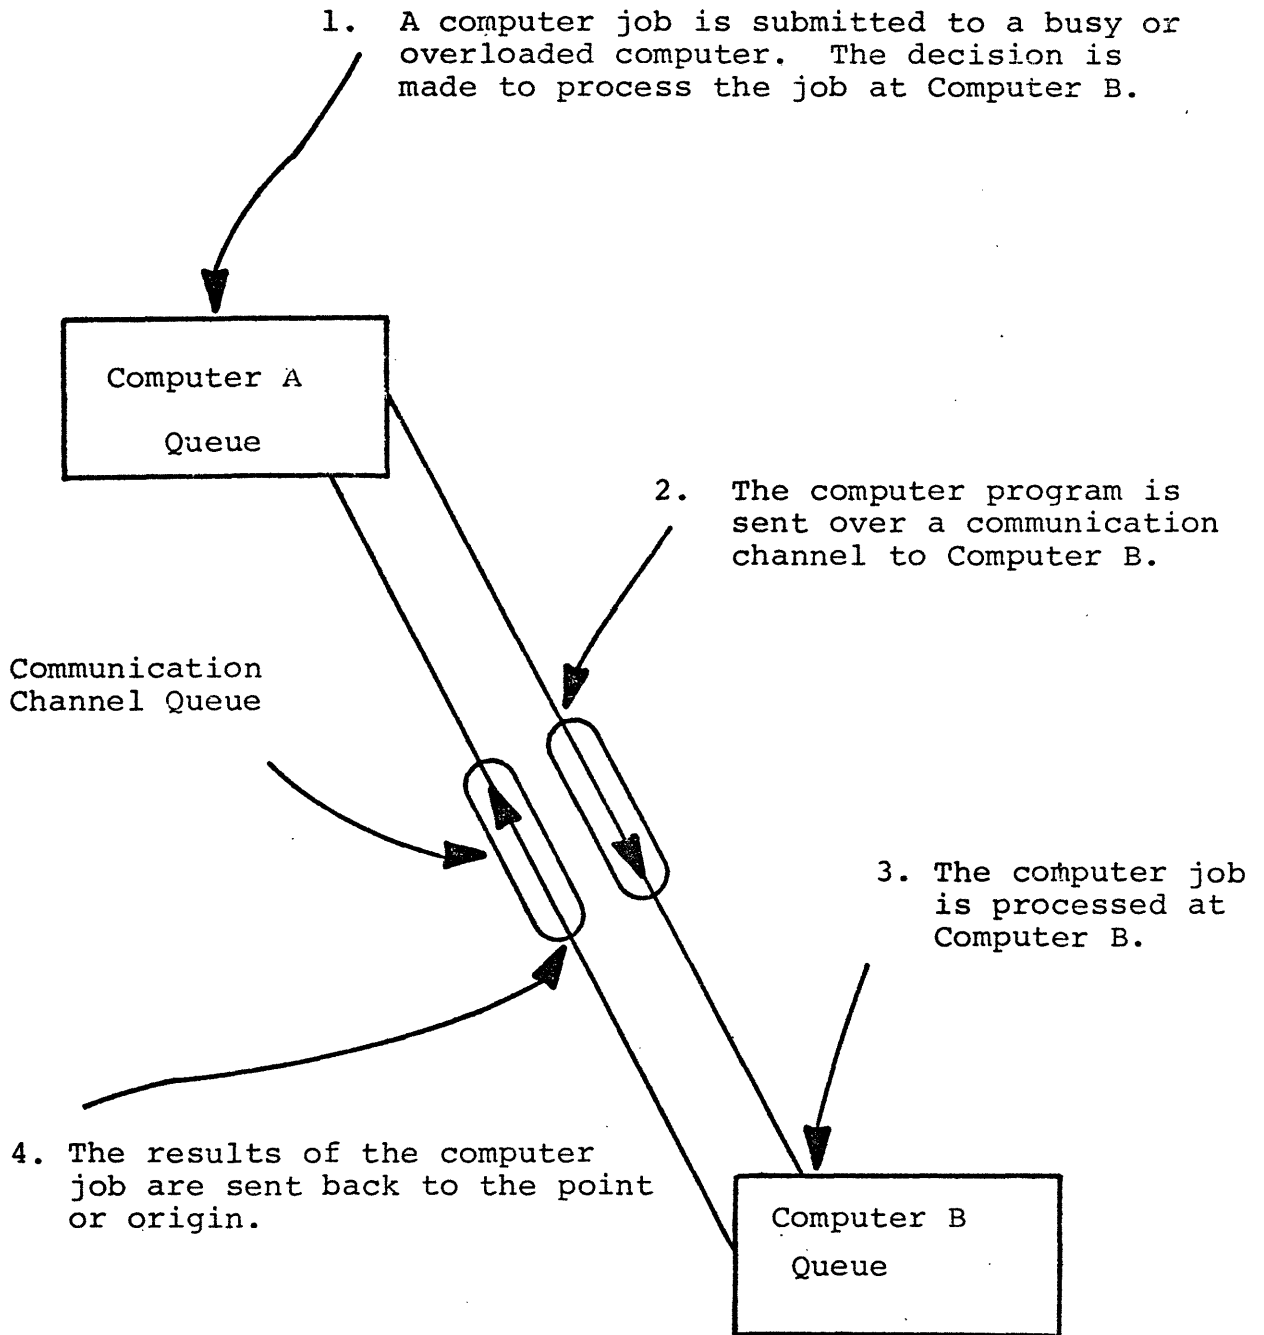 1. A computer job is submitted to a busy or
overloaded computer. The decision is
made to process the job at Computer B.
Computer A
Queue
2. The computer program is
sent over a communication
channel to Computer B.
Communication
Channel Queue
3. The computer job
is processed at
Computer B.
4. The results of the computer
job are sent back to the point
or origin.
Computer B
Queue